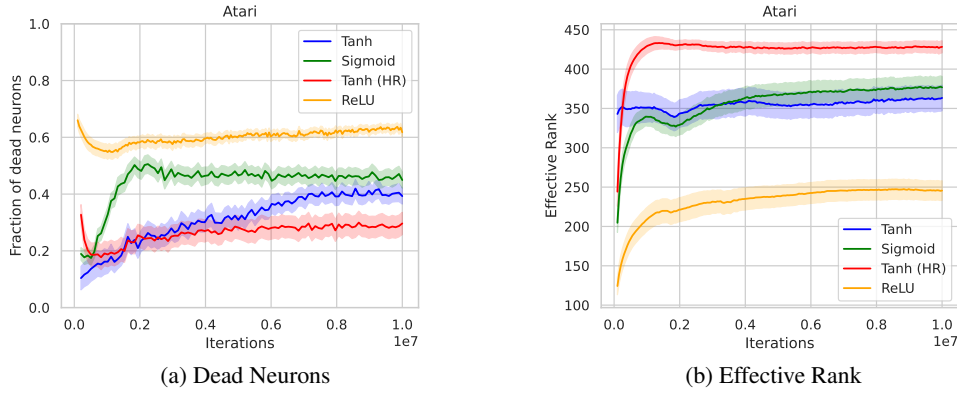 Atari
Fraction of dead neurons
1.0
0.8
0.6
0.4
0.2
0.0
Tanh
Sigmoid
Tanh (HR)
ReLU
0.0 0.2 0.4 0.6 0.8 1.0
Iterations
1e7
(a) Dead Neurons
Atari
Effective Rank
450
400
350
300
250
200
150
100
Tanh
Sigmoid
Tanh (HR)
ReLU
0.0 0.2 0.4 0.6 0.8 1.0
Iterations
1e7
(b) Effective Rank